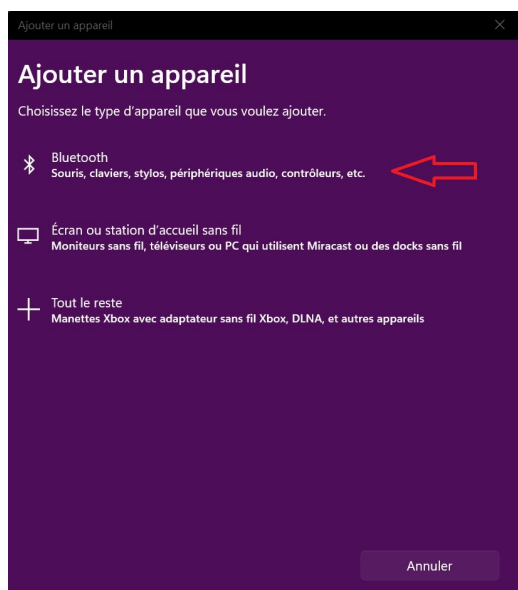 Ajouter un appareil
Ajouter un appareil
Choisissez le type d'appareil que vous voulez ajouter.
Bluetooth
Souris, claviers, stylos, périphériques audio, contrôleurs, etc.
Écran ou station d'accueil sans fil
Moniteurs sans fil, téléviseurs ou PC qui utilisent Miracast ou des docks sans fil
Tout le reste
Manettes Xbox avec adaptateur sans fil Xbox, DLNA, et autres appareils
Annuler